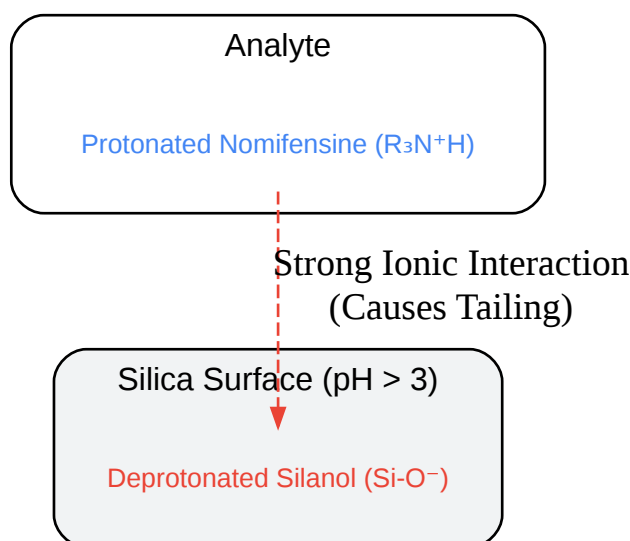 Analyte
Protonated Nomifensine (R₃N⁺H)
Strong Ionic Interaction
(Causes Tailing)
Silica Surface (pH > 3)
Deprotonated Silanol (Si-O⁻)